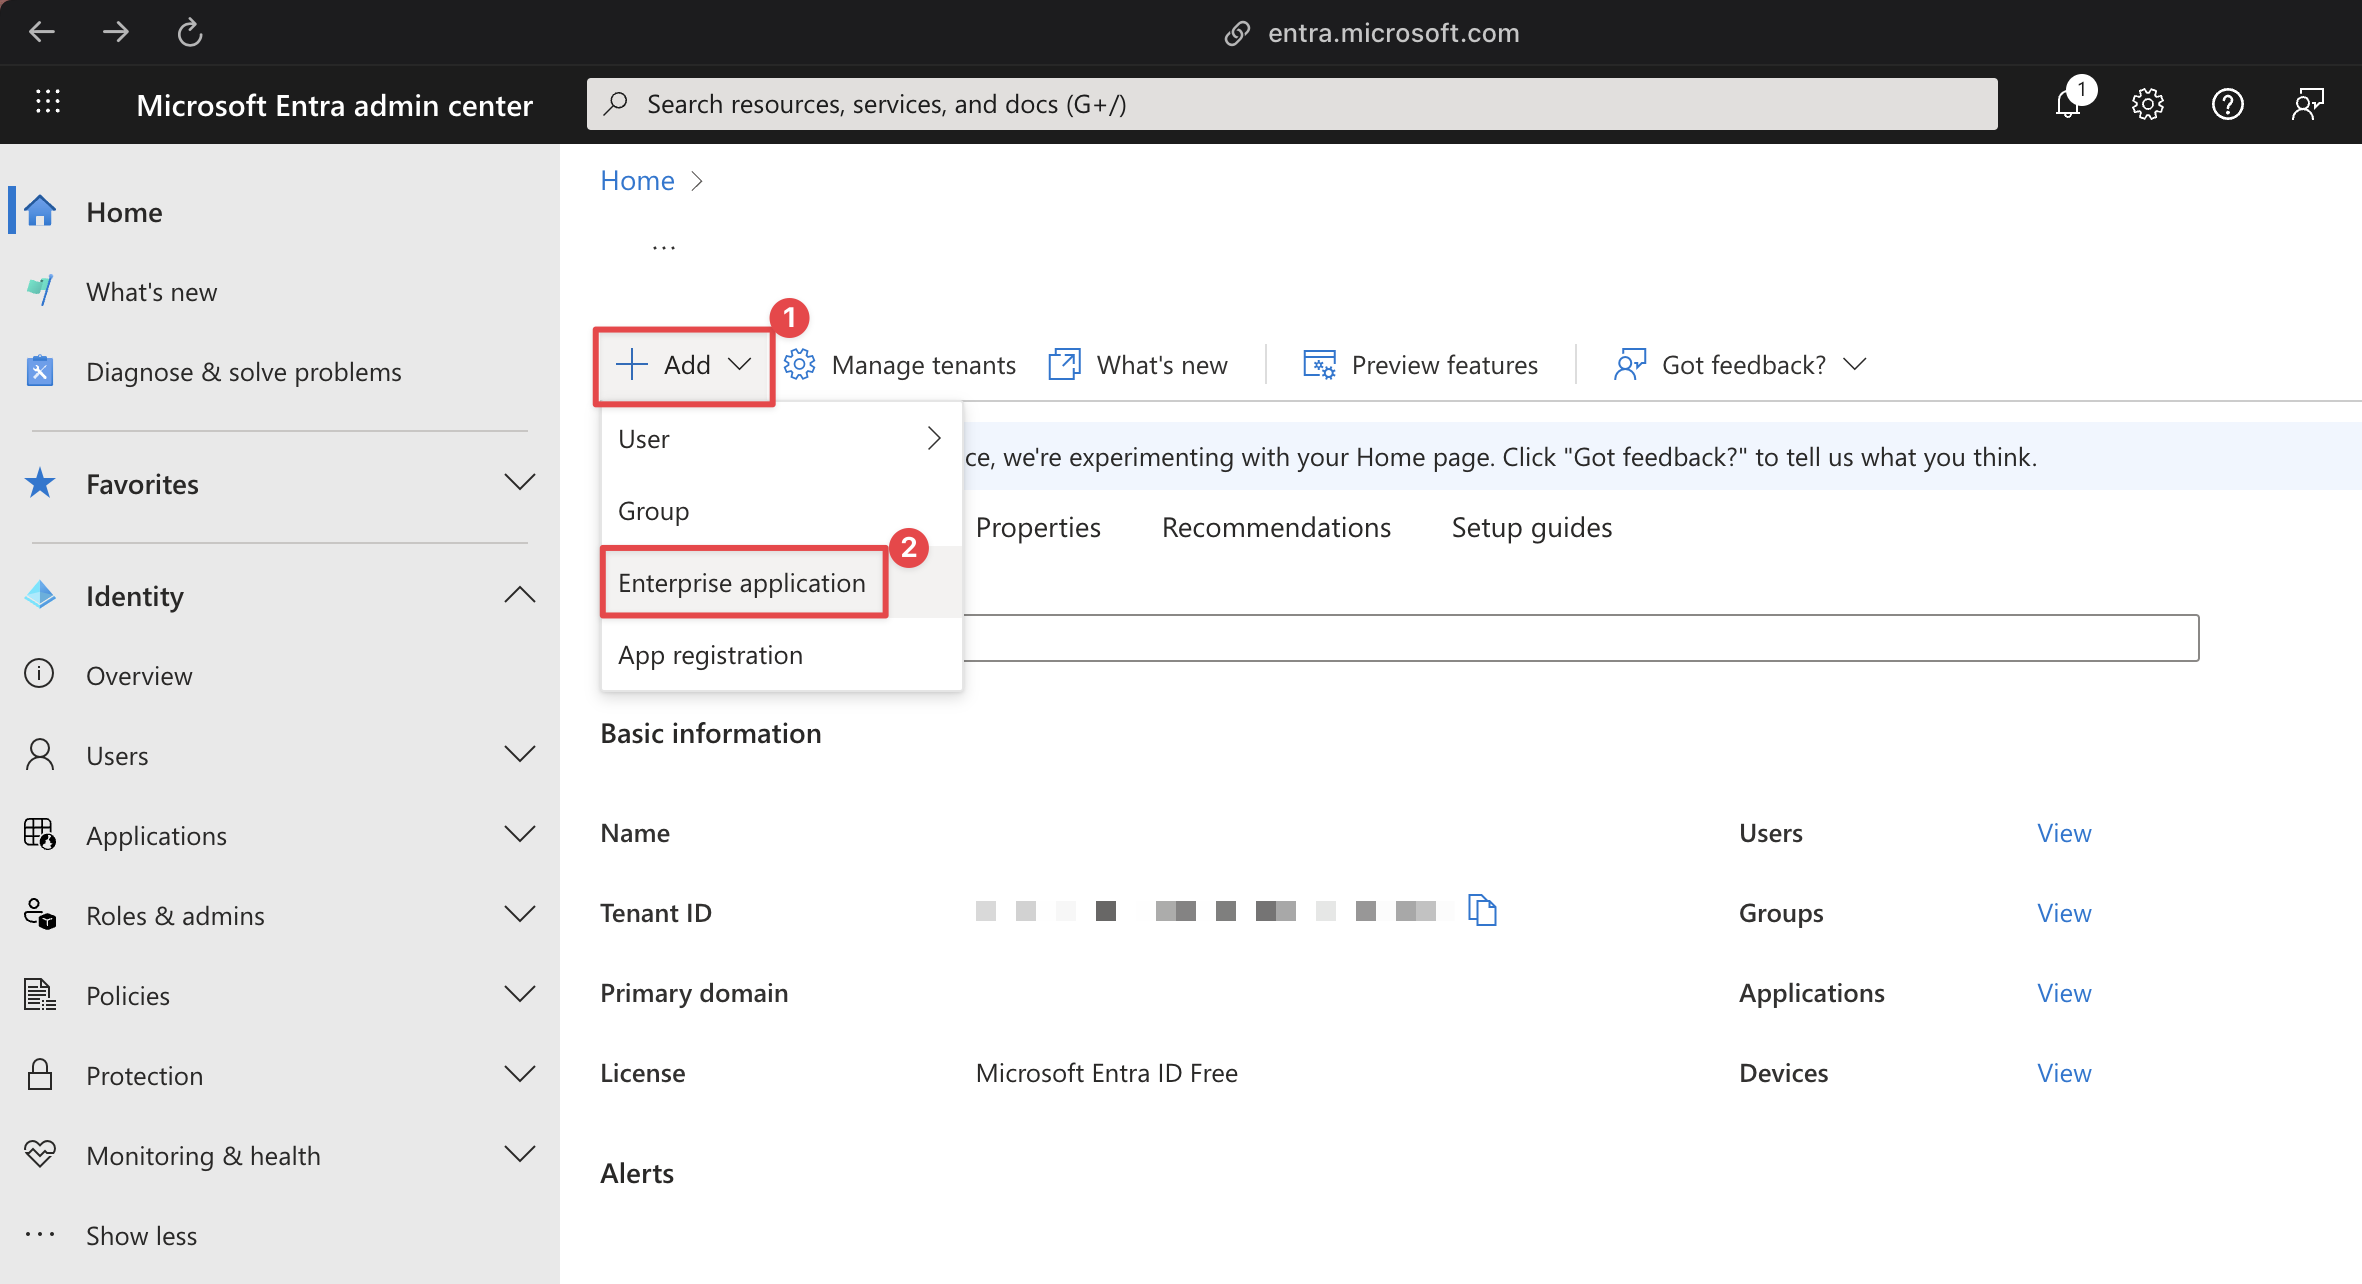 entra.microsoft.com
Microsoft Entra admin center
Search resources, services, and docs (G+/)
1
Home
What's new
Diagnose & solve problems
Favorites
Identity
Overview
Users
Applications
Roles & admins
Policies
Protection
Monitoring & health
Show less
Home
...
1
Add
Manage tenants
What's new
Preview features
Got feedback?
User
Group
2
Enterprise application
App registration
ce, we're experimenting with your Home page. Click "Got feedback?" to tell us what you think.
Properties
Recommendations
Setup guides
Basic information
Name
Tenant ID
Primary domain
License Microsoft Entra ID Free
Users View
Groups View
Applications View
Devices View
Alerts